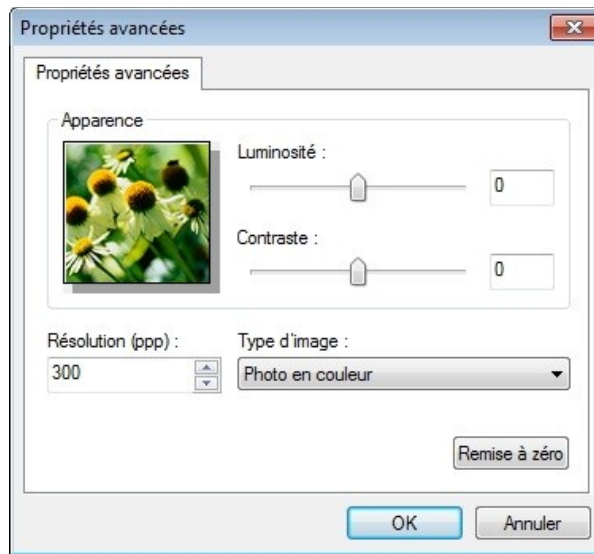 Propriétés avancées
Propriétés avancées
Apparence
Luminosité :
0
Contraste :
0
Résolution (ppp) :
300
Type d'image :
Photo en couleur
Remise à zéro
OK
Annuler